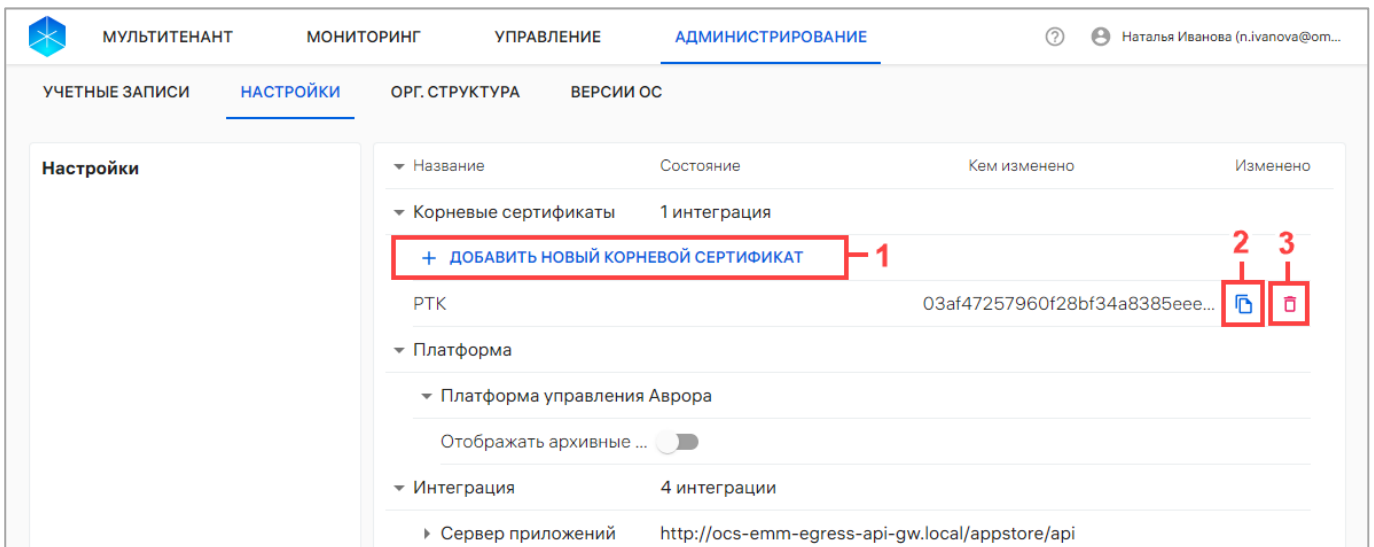 МУЛЬТИТЕНАНТ МОНИТОРИНГ УПРАВЛЕНИЕ АДМИНИСТРИРОВАНИЕ ? Наталья Иванова (n.ivanova@om...
УЧЕТНЫЕ ЗАПИСИ НАСТРОЙКИ ОРГ. СТРУКТУРА ВЕРСИИ ОС
Настройки
Название Состояние Кем изменено Изменено
Корневые сертификаты 1 интеграция
+ ДОБАВИТЬ НОВЫЙ КОРНЕВОЙ СЕРТИФИКАТ 1 2 3
РТК 03af47257960f28bf34a8385eee...
Платформа
Платформа управления Аврора
Отображать архивные ...
Интеграция 4 интеграции
Сервер приложений http://ocs-emm-egress-api-gw.local/appstore/api